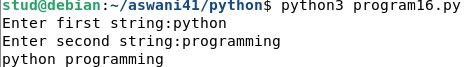 stud@debian:~/aswani41/python$ python3 program16.py
Enter first string:python
Enter second string:programming
python programming